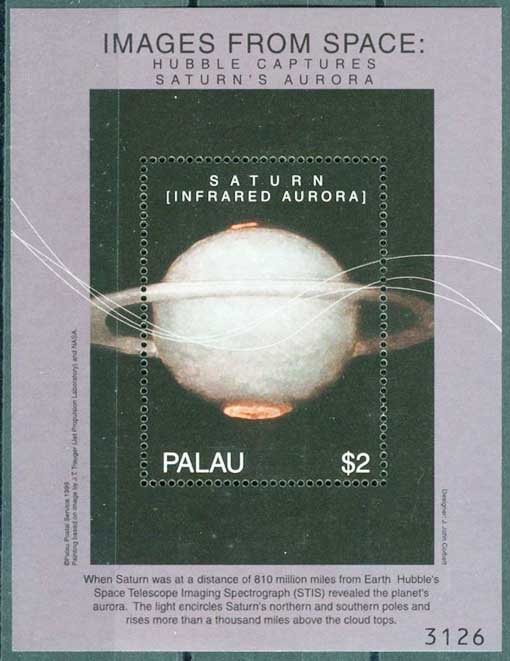 IMAGES FROM SPACE:
HUBBLE CAPTURES
SATURN'S AURORA
SATURN
[INFRARED AURORA]
PALAU $2
©Palau Postal Service 1999
Painting based on image by J.T. Trauger (Jet Propulsion Laboratory) and NASA.
Designer: J. John Corbett
When Saturn was at a distance of 810 million miles from Earth Hubble's
Space Telescope Imaging Spectrograph (STIS) revealed the planet's
aurora. The light encircles Saturn's northern and southern poles and
rises more than a thousand miles above the cloud tops.
3126